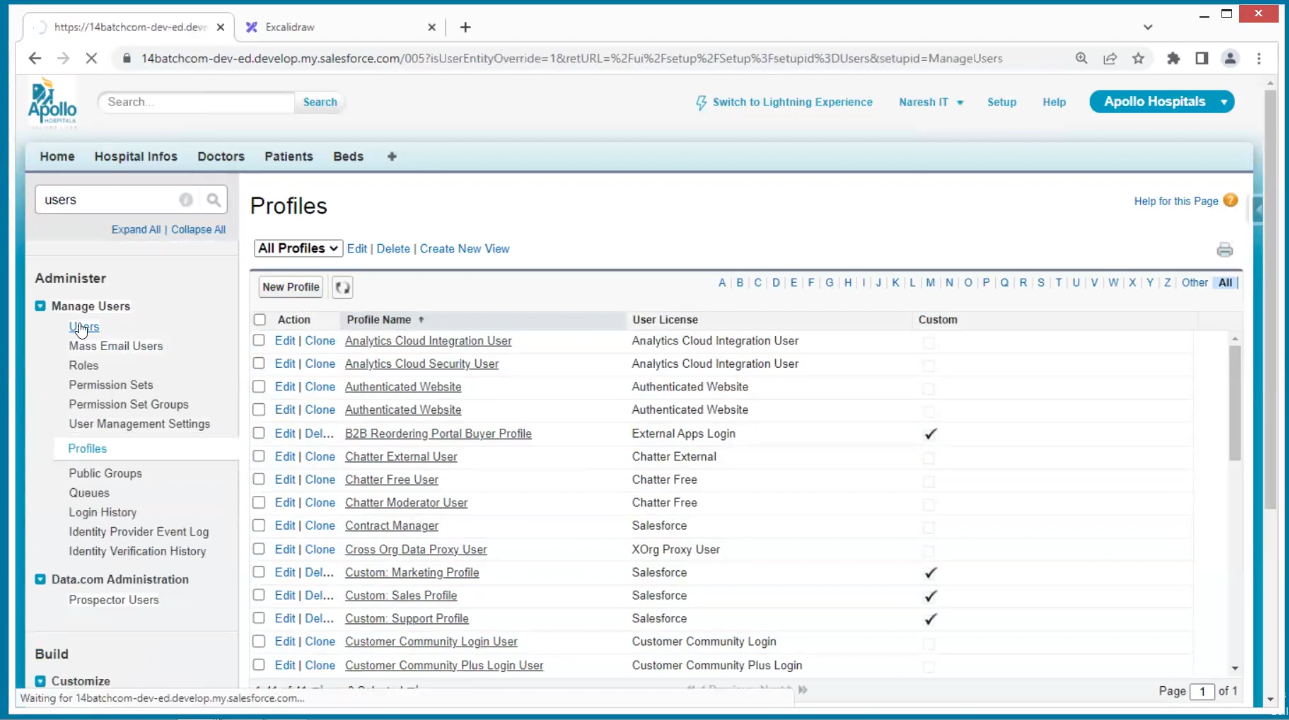 https://14batchcom-dev-ed.deve
Excalidraw
14batchcom-dev-ed.develop.my.salesforce.com/005?isUserEntityOverride=1&retURL=%2Fui%2Fsetup%2FSetup%3Fsetupid%3DUsers&setupid=ManageUsers
Apollo
HOSPITALS
Search...
Search
Switch to Lightning Experience
Naresh IT
Setup
Help
Apollo Hospitals
Home Hospital Infos Doctors Patients Beds +
users
Expand All | Collapse All
Administer
Manage Users
Users
Mass Email Users
Roles
Permission Sets
Permission Set Groups
User Management Settings
Profiles
Public Groups
Queues
Login History
Identity Provider Event Log
Identity Verification History
Data.com Administration
Prospector Users
Build
Customize
Profiles
Help for this Page ?
All Profiles Edit | Delete | Create New View
New Profile
A B C D E F G H I J K L M N O P Q R S T U V W X Y Z Other All
Action Profile Name User License Custom
Edit | Clone Analytics Cloud Integration User Analytics Cloud Integration User
Edit | Clone Analytics Cloud Security User Analytics Cloud Integration User
Edit | Clone Authenticated Website Authenticated Website
Edit | Clone Authenticated Website Authenticated Website
Edit | Del... B2B Reordering Portal Buyer Profile External Apps Login
Edit | Clone Chatter External User Chatter External
Edit | Clone Chatter Free User Chatter Free
Edit | Clone Chatter Moderator User Chatter Free
Edit | Clone Contract Manager Salesforce
Edit | Clone Cross Org Data Proxy User XOrg Proxy User
Edit | Del... Custom: Marketing Profile Salesforce
Edit | Del... Custom: Sales Profile Salesforce
Edit | Del... Custom: Support Profile Salesforce
Edit | Clone Customer Community Login User Customer Community Login
Edit | Clone Customer Community Plus Login User Customer Community Plus Login
Page 1 of 1
Waiting for 14batchcom-dev-ed.develop.my.salesforce.com...